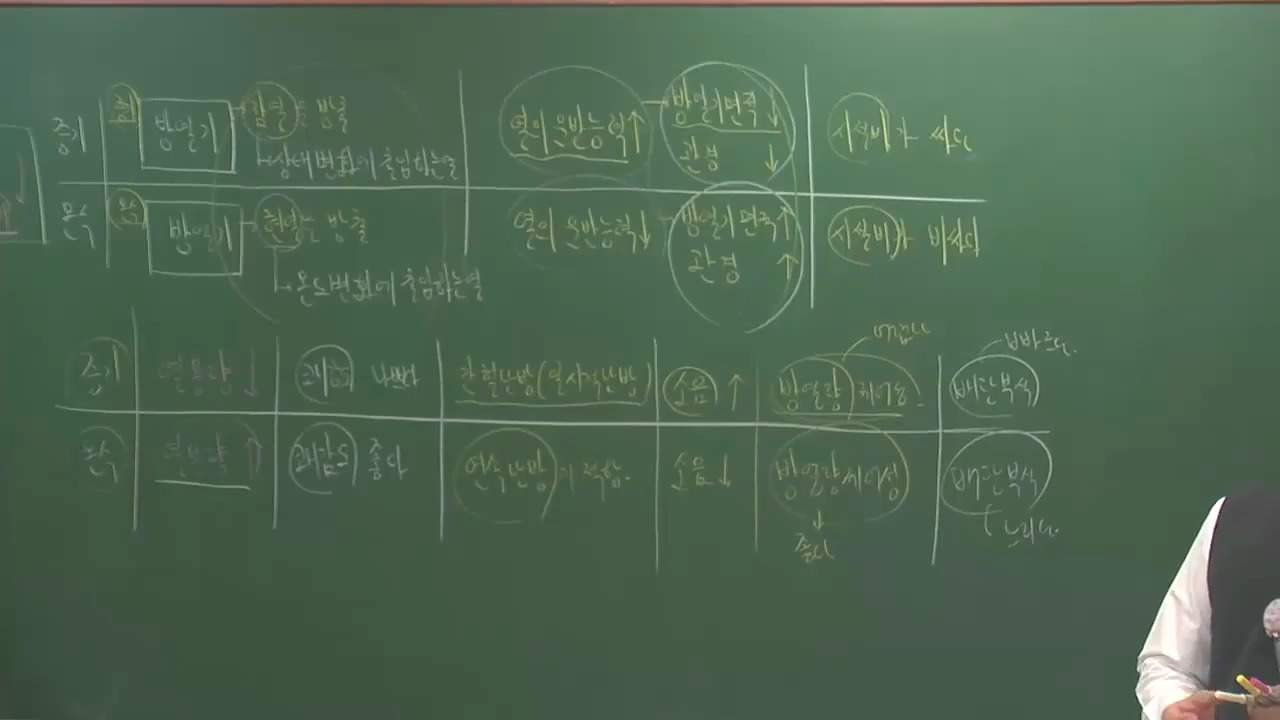 증기 증 방열기 잠열을 방출 열의 운반능력↑ 방열기면적↓ 시설비가 싸다
상태변화에 출입하는열 관경 ↓
온수 온 방열기 현열을 방출 열의 운반능력↓ 방열기면적↑ 시설비가 비싸다
온도변화에 출입하는열 관경 ↑
어렵다 빠르다.
증기 열용량↓ 쾌감 나쁘다 간헐난방(일시적난방) 소음↑ 방열량제어 배관부식
온수 열용량↑ 쾌감도 좋다 연속난방에 적합. 소음↓ 방열량제어성 배관부식
좋다 느리다.